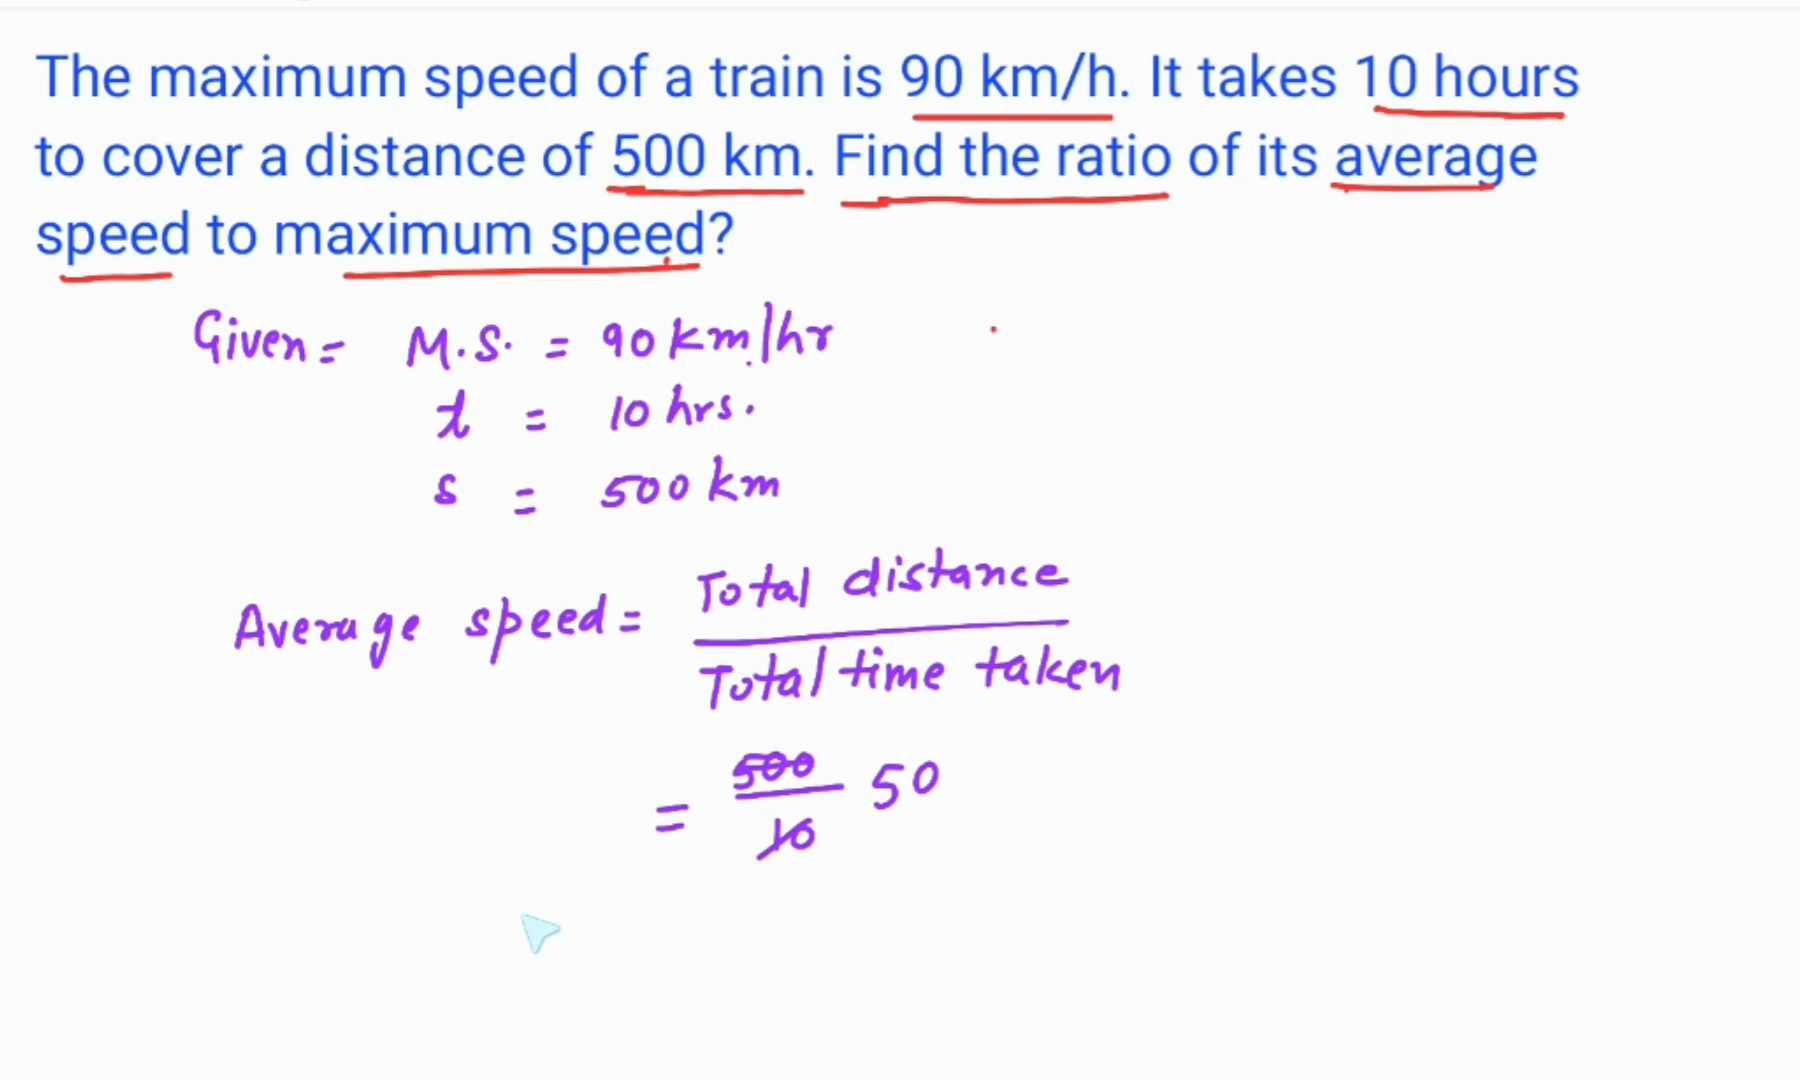 The maximum speed of a train is 90 km/h. It takes 10 hours
to cover a distance of 500 km. Find the ratio of its average
speed to maximum speed?
Given = M.S. = 90 km/hr
t = 10 hrs.
s = 500 km
Average speed = Total distance
Total time taken
= 500 50
10